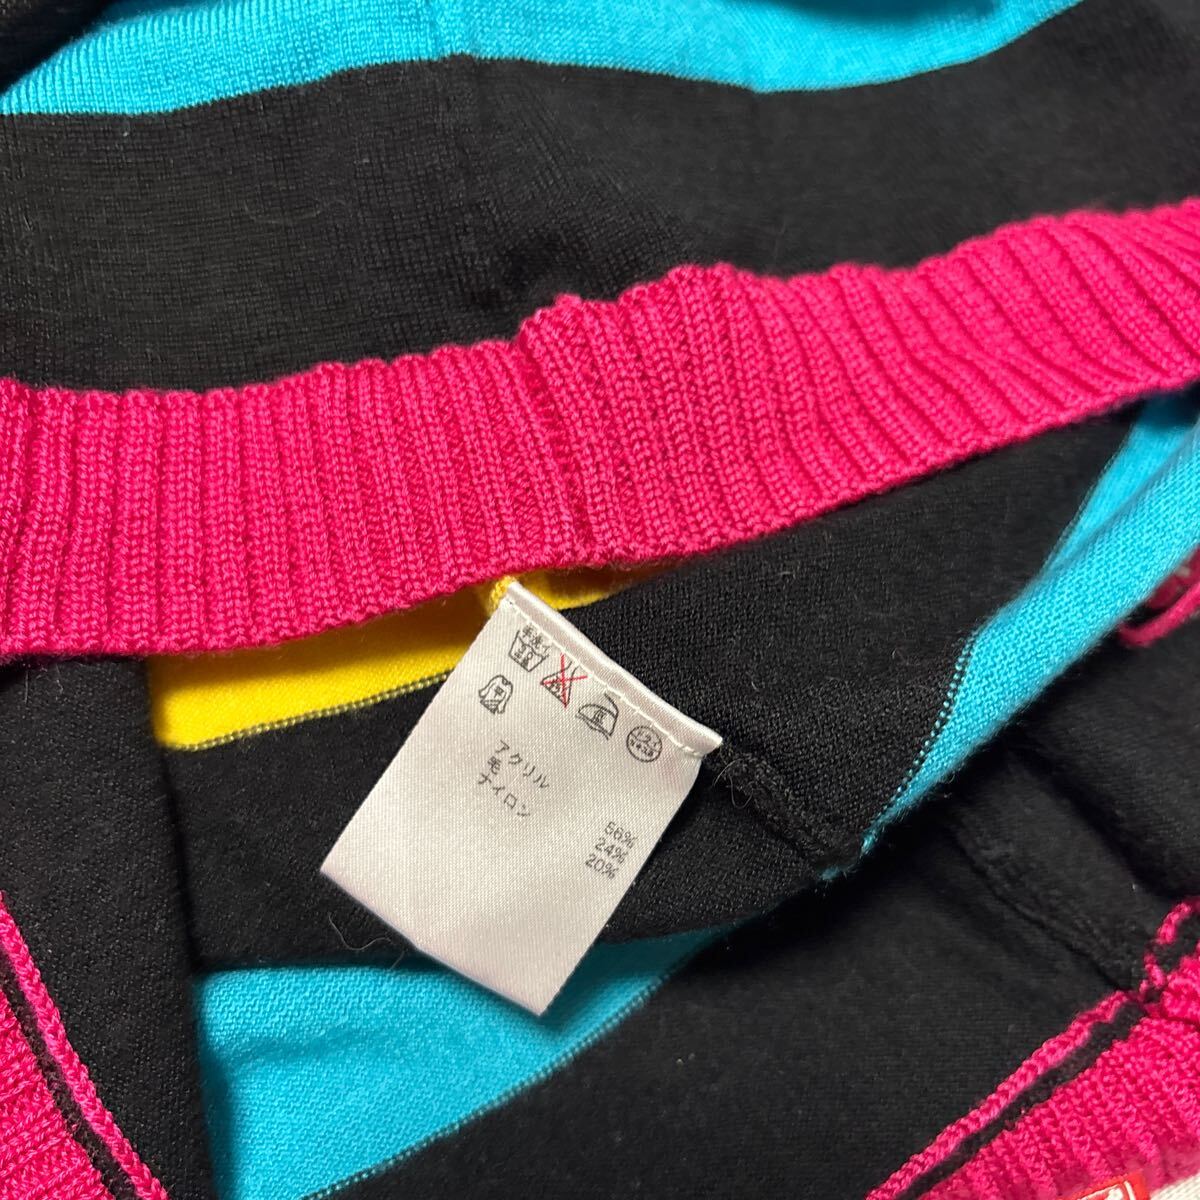 アクリル 56%
毛 24%
ナイロン 20%